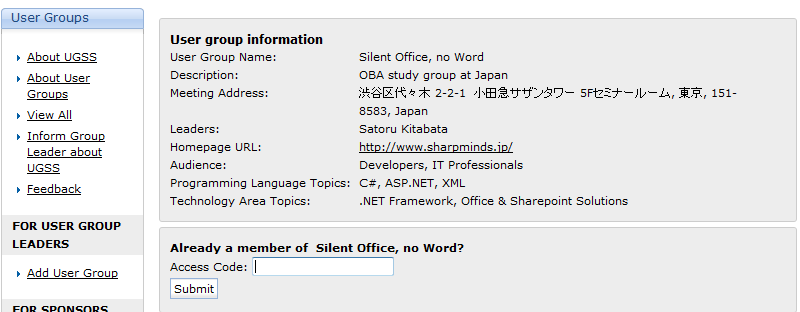 User Groups
About UGSS
About User
Groups
View All
Inform Group
Leader about
UGSS
Feedback
FOR USER GROUP
LEADERS
Add User Group
FOR SPONSORS
User group information
User Group Name: Silent Office, no Word
Description: OBA study group at Japan
Meeting Address: 渋谷区代々木 2-2-1 小田急サザンタワー 5Fセミナールーム, 東京, 151-
8583, Japan
Leaders: Satoru Kitabata
Homepage URL: http://www.sharpminds.jp/
Audience: Developers, IT Professionals
Programming Language Topics: C#, ASP.NET, XML
Technology Area Topics: .NET Framework, Office & Sharepoint Solutions
Already a member of Silent Office, no Word?
Access Code:
Submit